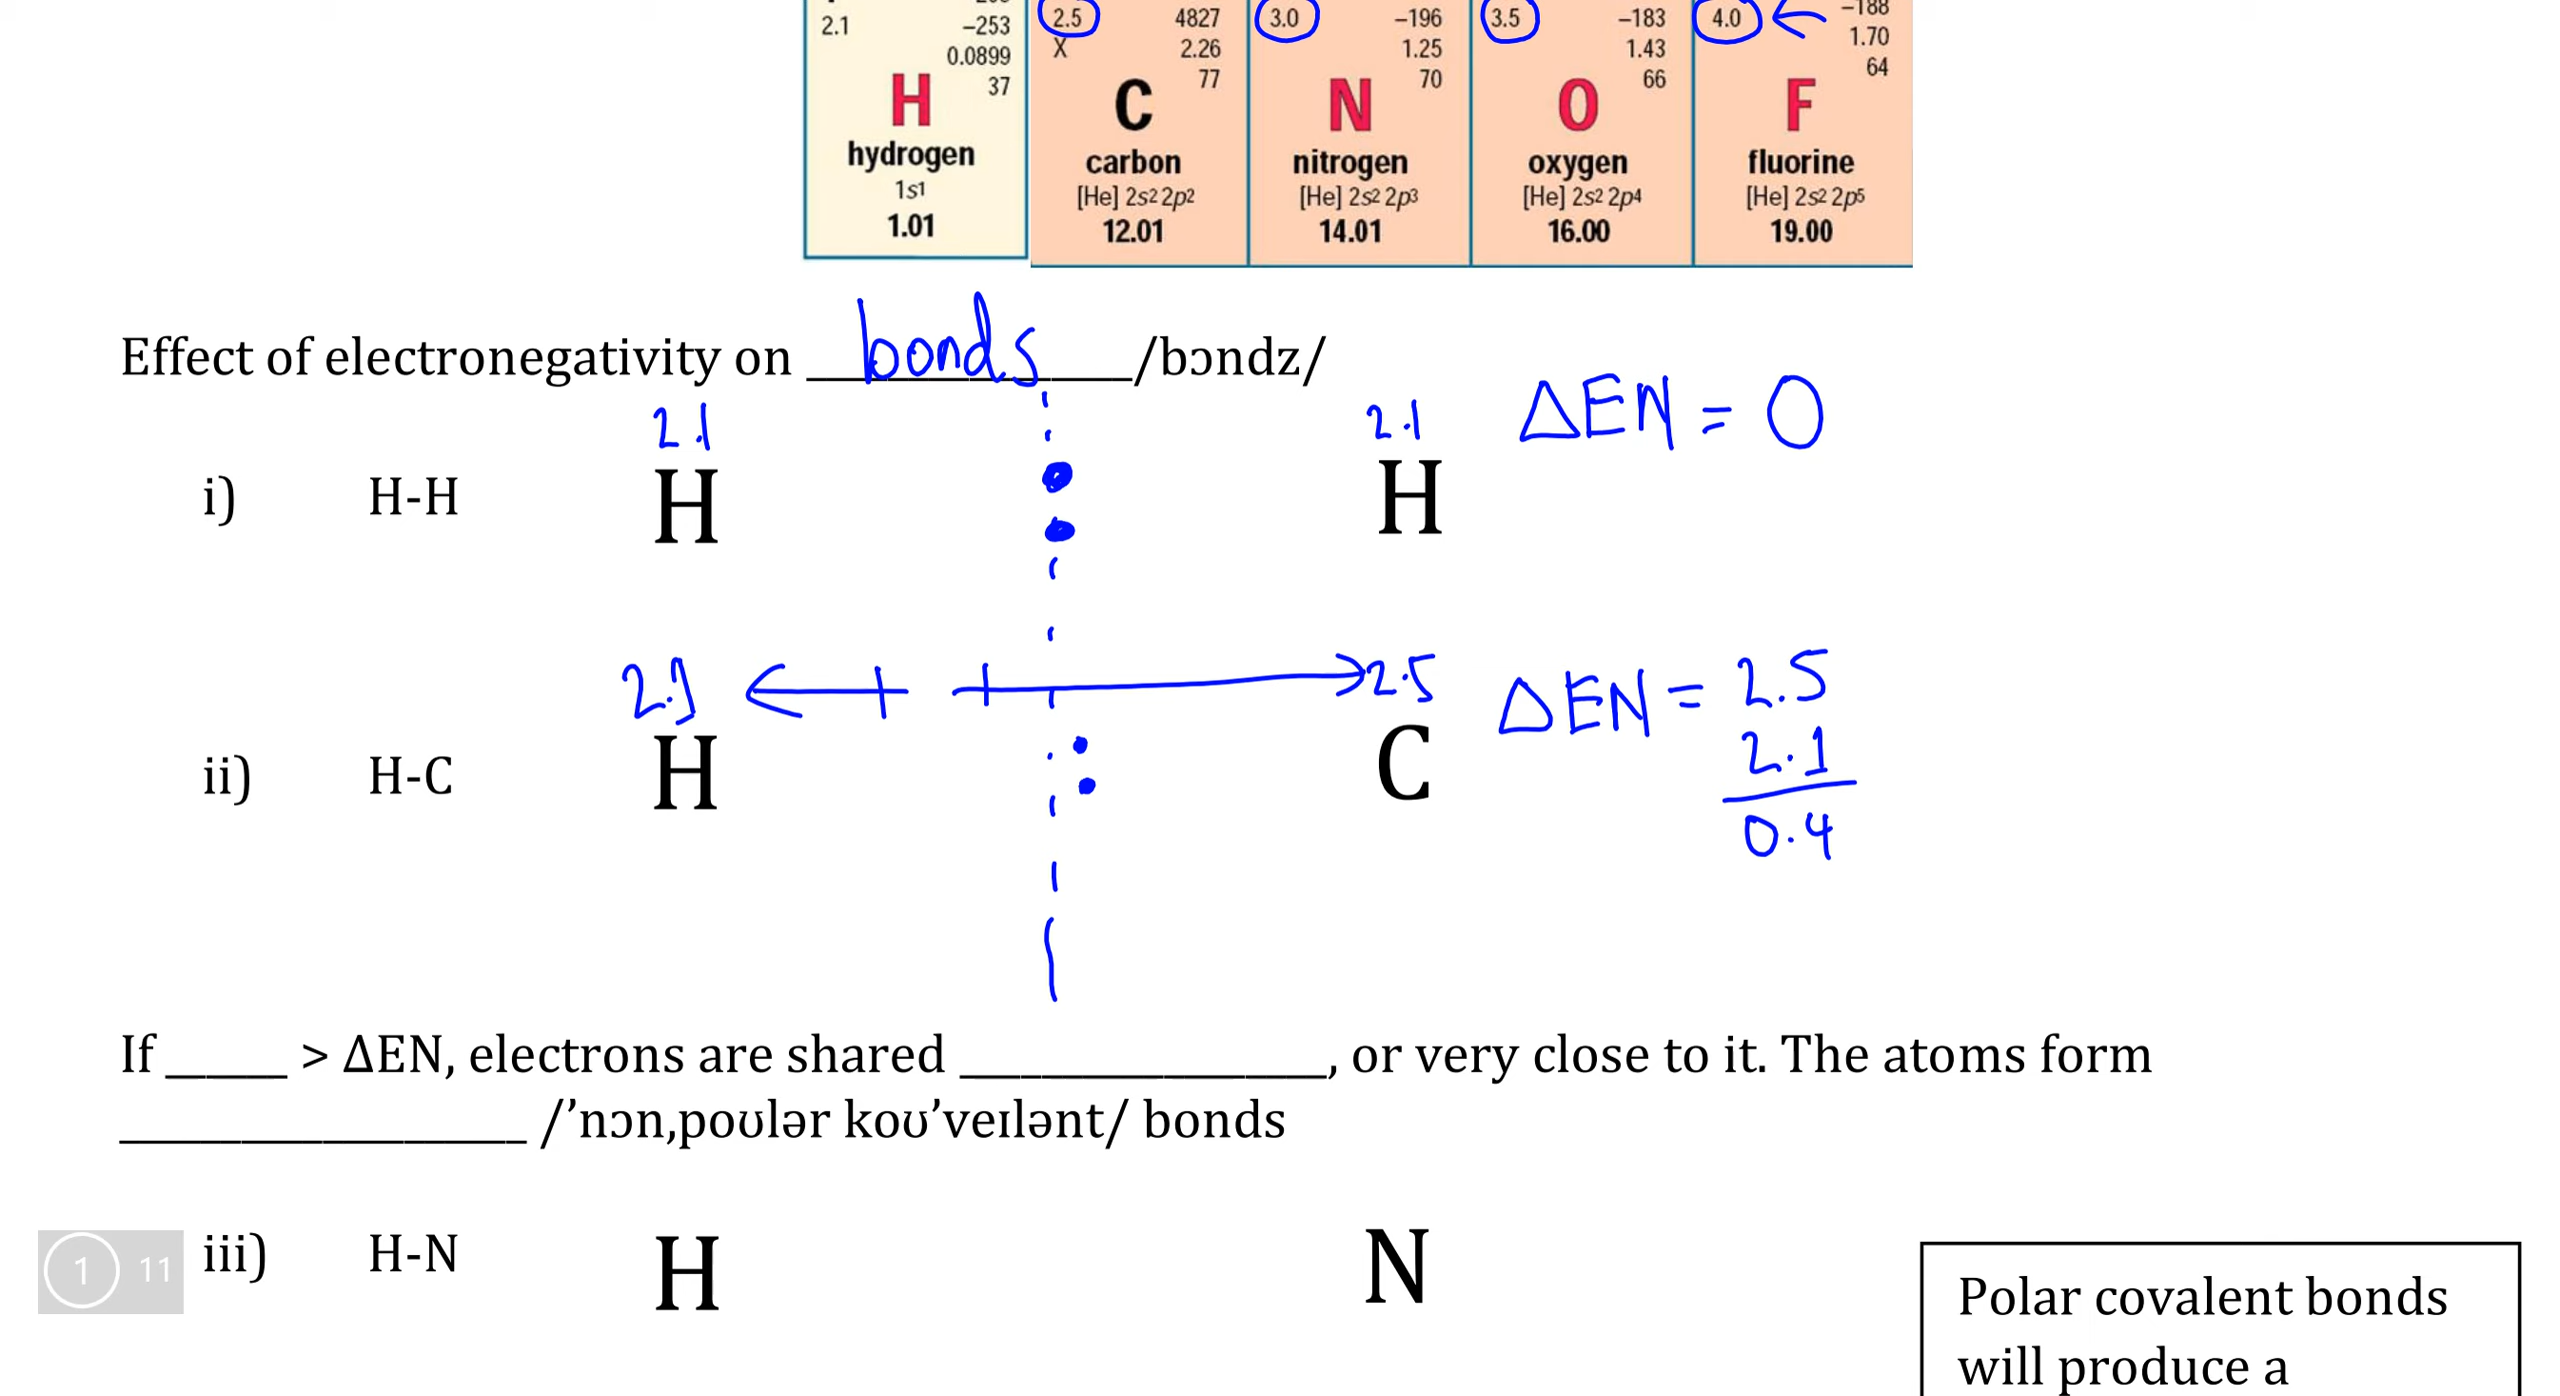 2.1 -253 2.5 4827 3.0 -196 3.5 -183 4.0 ← -188
0.0899 X 2.26 1.25 1.43 1.70
37 77 70 66 64
H C N O F
hydrogen carbon nitrogen oxygen fluorine
1s1 [He] 2s2 2p2 [He] 2s2 2p3 [He] 2s2 2p4 [He] 2s2 2p5
1.01 12.01 14.01 16.00 19.00
Effect of electronegativity on bonds /bɔndz/
2.1 2.1 ΔEN = 0
i) H-H H H
2.1 2.5 ΔEN = 2.5
2.1
ii) H-C H C
0.4
If ______ > ΔEN, electrons are shared __________________, or very close to it. The atoms form
____________________ /’nɔn,poʊlər koʊ’veɪlənt/ bonds
1 11 iii) H-N H N
Polar covalent bonds
will produce a